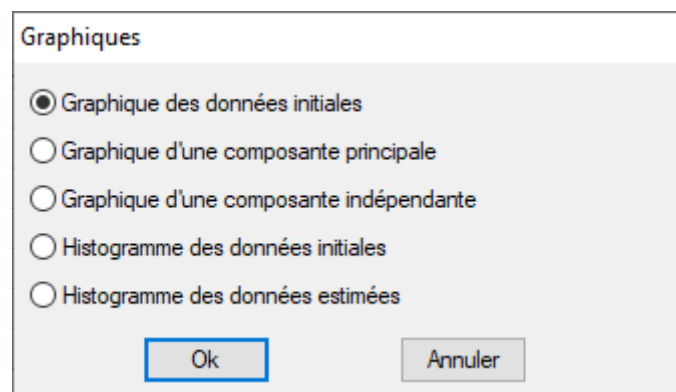 Graphiques
Graphique des données initiales
Graphique d'une composante principale
Graphique d'une composante indépendante
Histogramme des données initiales
Histogramme des données estimées
Ok Annuler